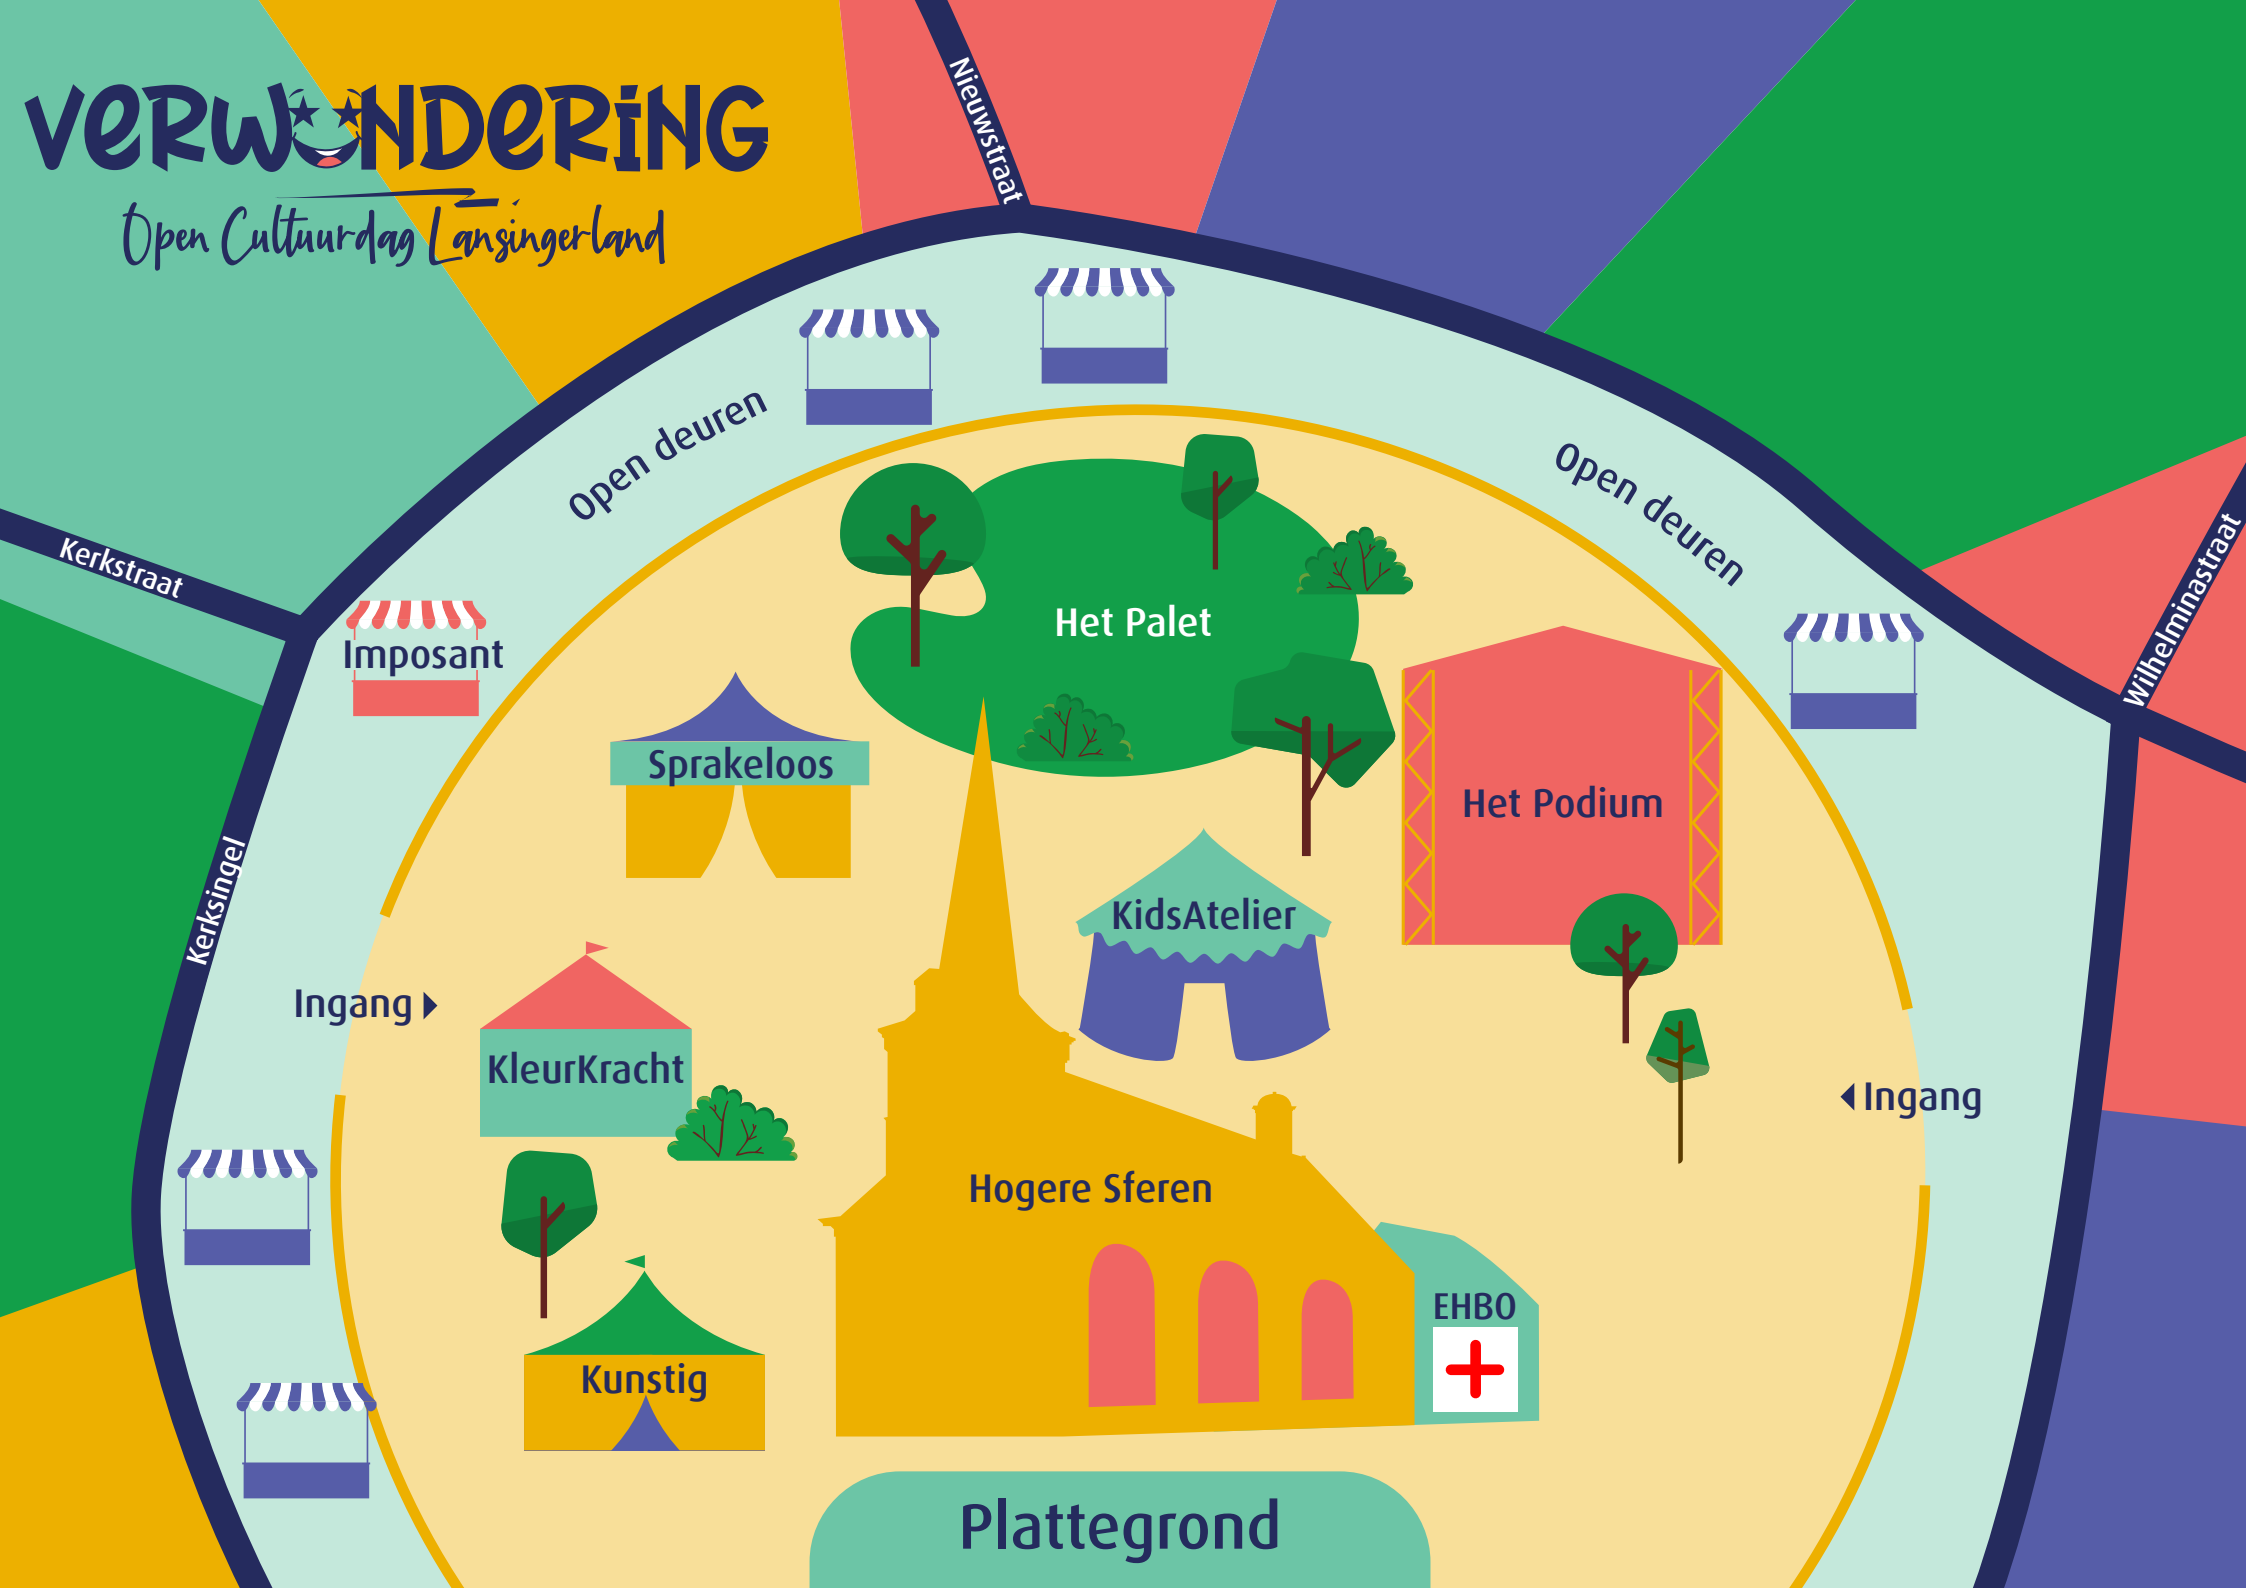 VERWONDERING
Open Cultuurdag Lansingerland
Nieuwstraat
Open deuren
Open deuren
Kerkstraat
Wilhelminastraat
Imposant
Het Palet
Sprakeloos
Het Podium
Kerksingel
KidsAtelier
Ingang
KleurKracht
Ingang
Hogere Sferen
EHBO
Kunstig
Plattegrond